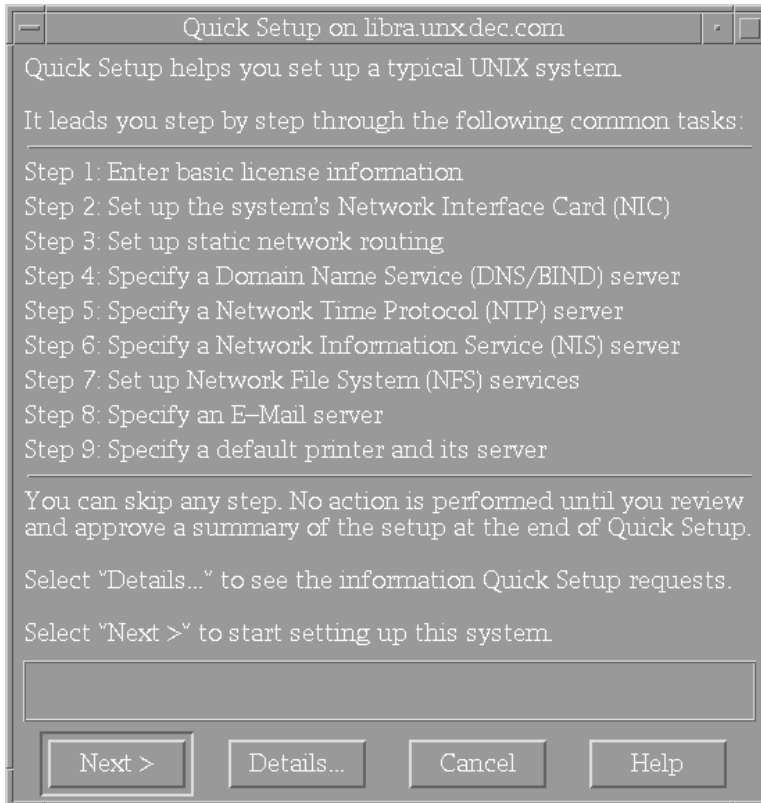 Quick Setup on libra.unx.dec.com
Quick Setup helps you set up a typical UNIX system.
It leads you step by step through the following common tasks:
Step 1: Enter basic license information
Step 2: Set up the system's Network Interface Card (NIC)
Step 3: Set up static network routing
Step 4: Specify a Domain Name Service (DNS/BIND) server
Step 5: Specify a Network Time Protocol (NTP) server
Step 6: Specify a Network Information Service (NIS) server
Step 7: Set up Network File System (NFS) services
Step 8: Specify an E-Mail server
Step 9: Specify a default printer and its server
You can skip any step. No action is performed until you review
and approve a summary of the setup at the end of Quick Setup.
Select "Details..." to see the information Quick Setup requests.
Select "Next >" to start setting up this system.
Next > Details... Cancel Help